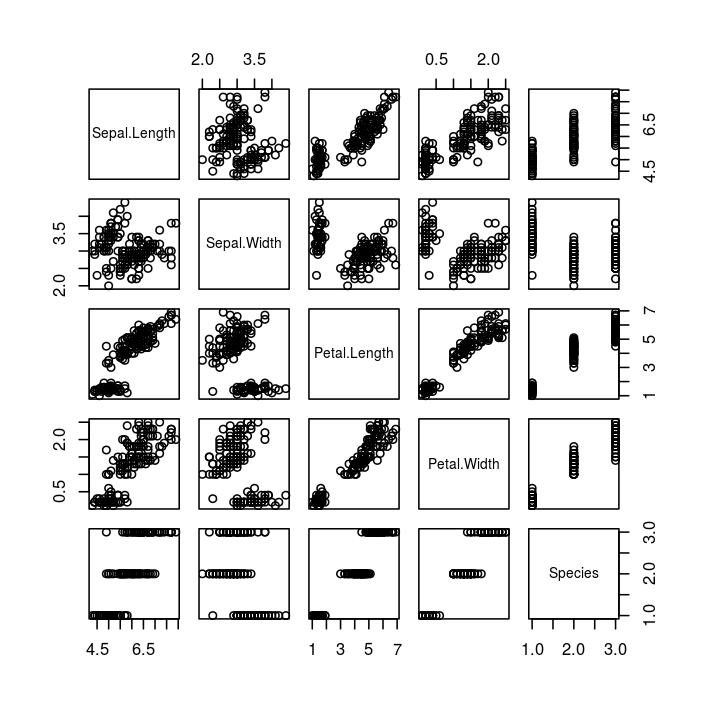 2.0 3.5 0.5 2.0
Sepal.Length
4.5 6.5
2.0 3.5
Sepal.Width
Petal.Length
1 3 5 7
0.5 2.0
Petal.Width
Species
1.0 2.0 3.0
4.5 6.5 1 3 5 7 1.0 2.0 3.0